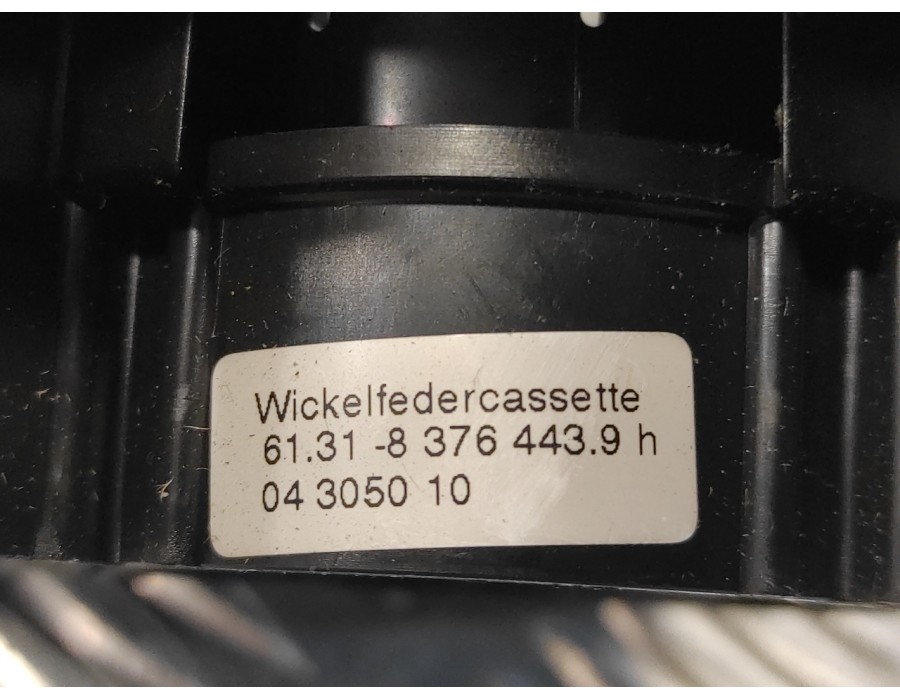 Wickelfedercassette
61.31 -8 376 443.9 h
04 3050 10